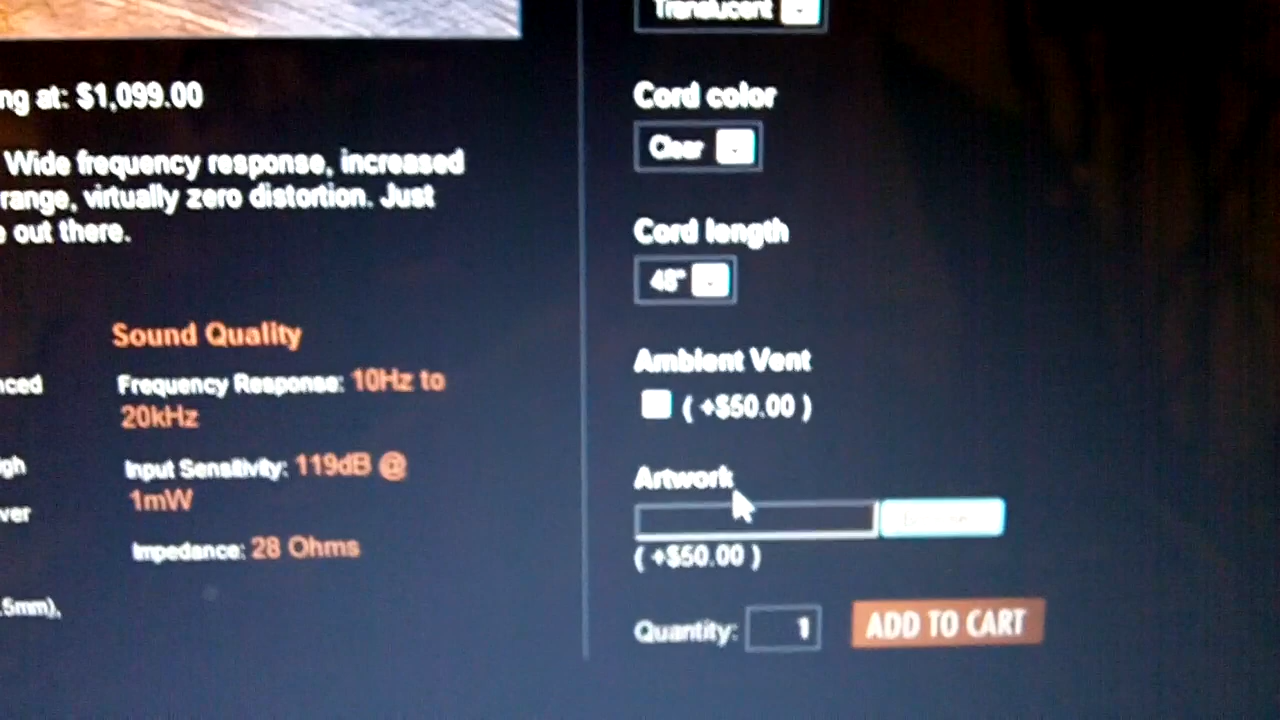 ng at: $1,099.00
Wide frequency response, increased
range, virtually zero distortion. Just
out there.
Sound Quality
nced
Frequency Response: 10Hz to
20kHz
gh
Input Sensitivity: 119dB @
1mW
ver
Impedance: 28 Ohms
5mm),
Translucent
Cord color
Clear
Cord length
48"
Ambient Vent
( +$50.00 )
Artwork
( +$50.00 )
Quantity: 1
ADD TO CART